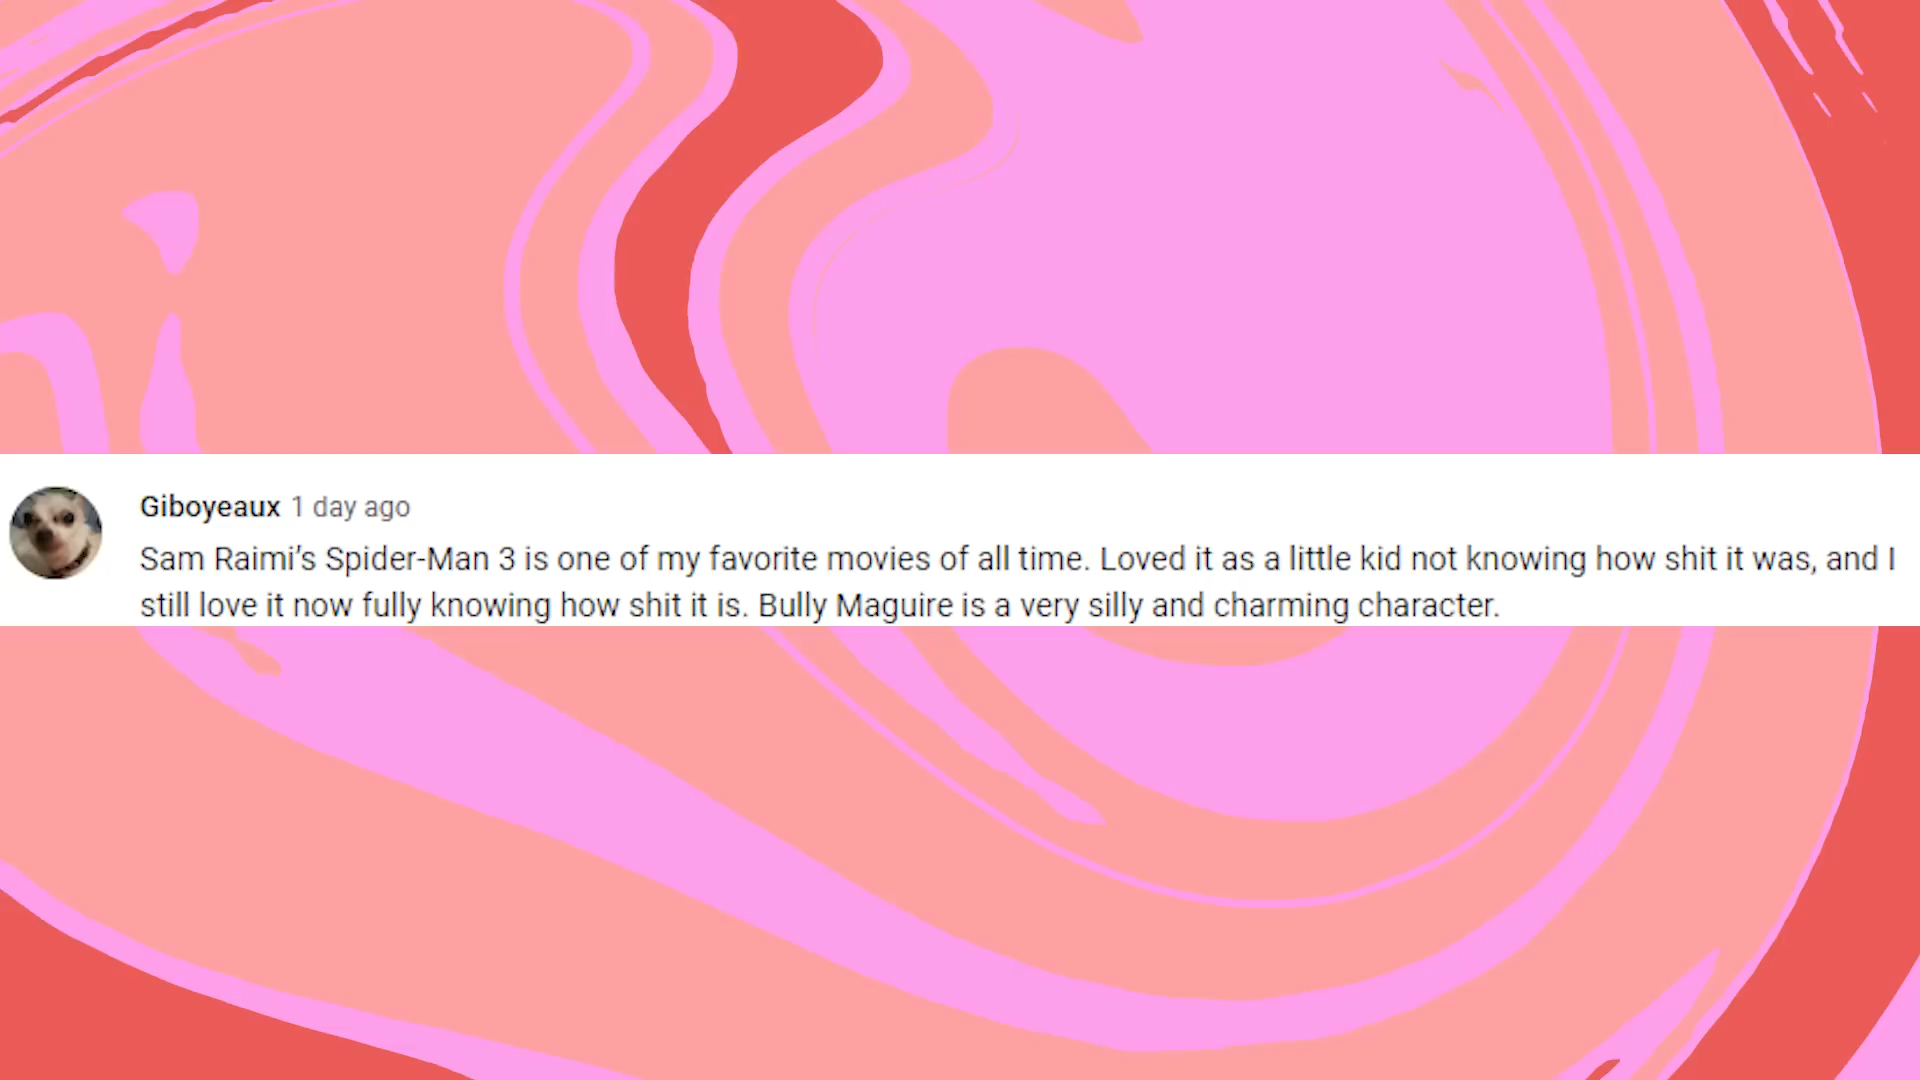 Giboyeaux 1 day ago
Sam Raimi’s Spider-Man 3 is one of my favorite movies of all time. Loved it as a little kid not knowing how shit it was, and I
still love it now fully knowing how shit it is. Bully Maguire is a very silly and charming character.